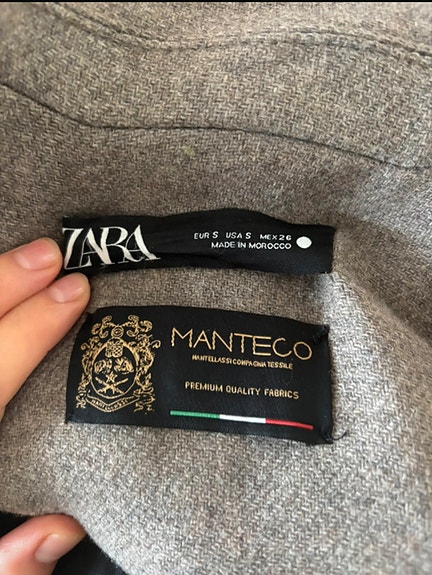 ZARA
EUR S USA S MEX 26
MADE IN MOROCCO
MANTECO
MANTELLASSI COMPAGNIA TESSILE
PREMIUM QUALITY FABRICS